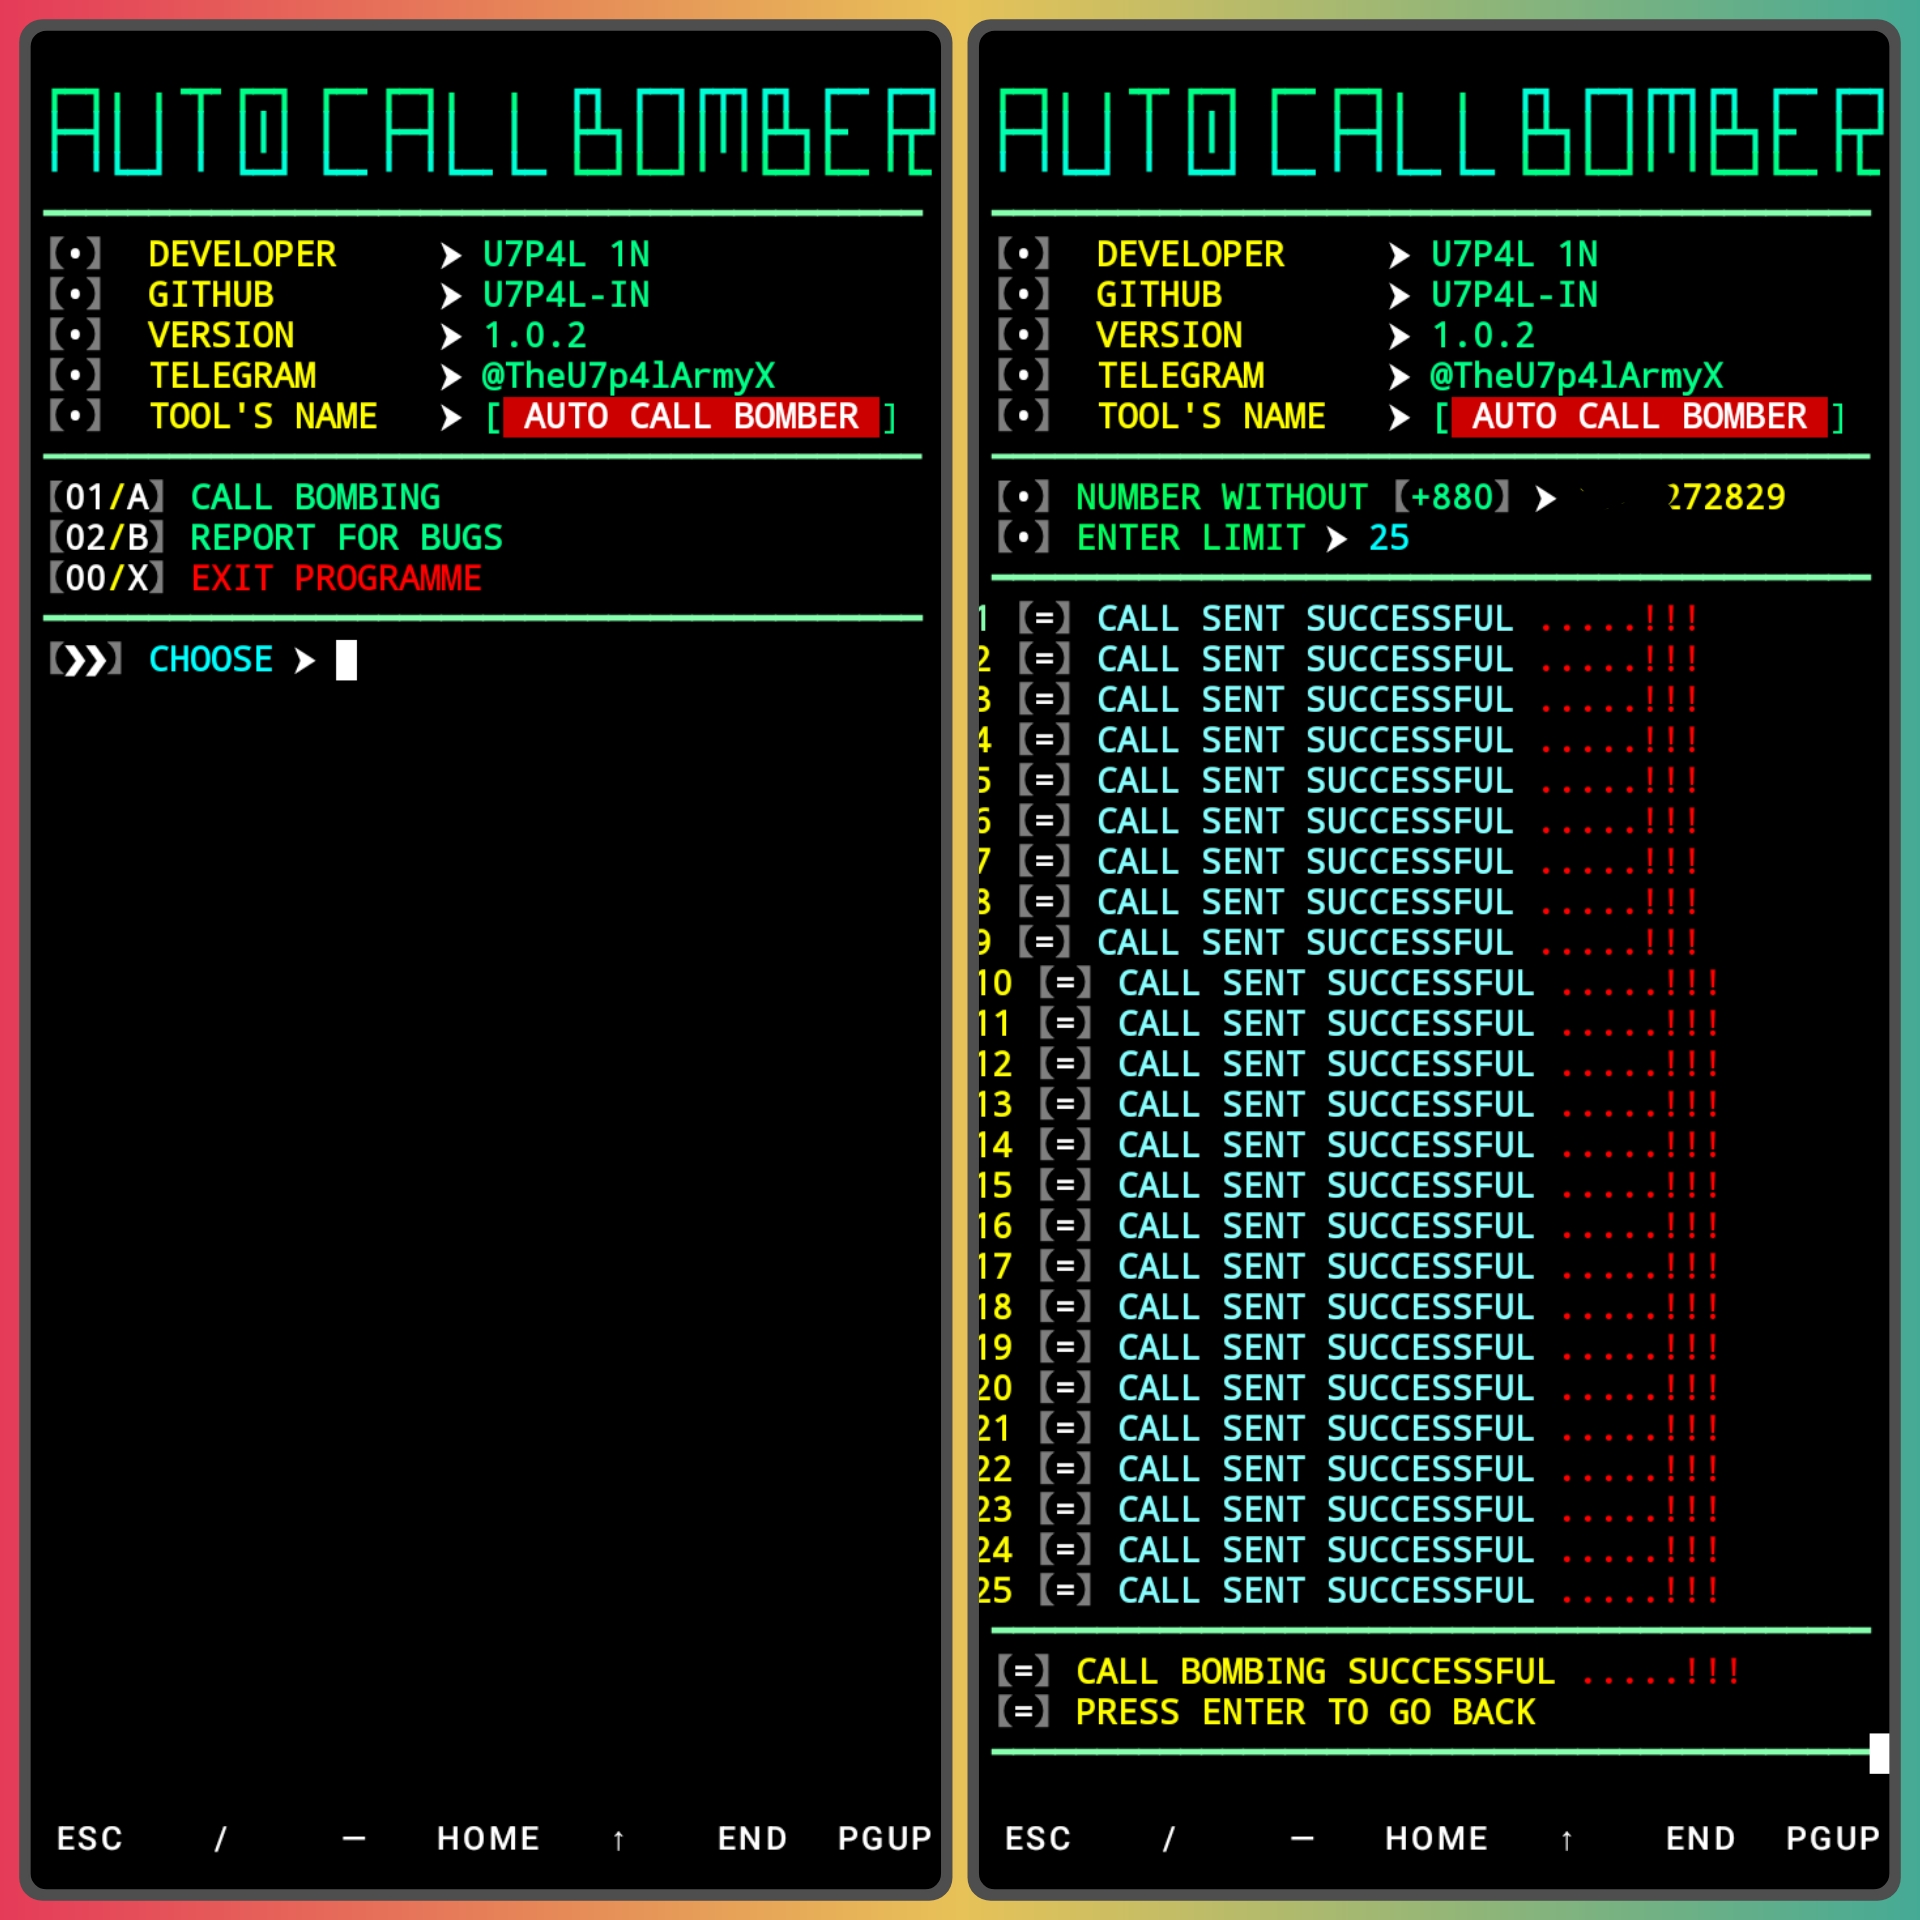 AUTO CALL BOMBER
【•】 DEVELOPER ➤ U7P4L 1N
【•】 GITHUB ➤ U7P4L-IN
【•】 VERSION ➤ 1.0.2
【•】 TELEGRAM ➤ @TheU7p4lArmyX
【•】 TOOL'S NAME ➤ [ AUTO CALL BOMBER ]
【01/A】 CALL BOMBING
【02/B】 REPORT FOR BUGS
【00/X】 EXIT PROGRAMME
【❯❯】 CHOOSE ➤
ESC / — HOME ↑ END PGUP
AUTO CALL BOMBER
【•】 DEVELOPER ➤ U7P4L 1N
【•】 GITHUB ➤ U7P4L-IN
【•】 VERSION ➤ 1.0.2
【•】 TELEGRAM ➤ @TheU7p4lArmyX
【•】 TOOL'S NAME ➤ [ AUTO CALL BOMBER ]
【•】 NUMBER WITHOUT 【+880】 ➤ 272829
【•】 ENTER LIMIT ➤ 25
1 【=】 CALL SENT SUCCESSFUL .....!!!
2 【=】 CALL SENT SUCCESSFUL .....!!!
3 【=】 CALL SENT SUCCESSFUL .....!!!
4 【=】 CALL SENT SUCCESSFUL .....!!!
5 【=】 CALL SENT SUCCESSFUL .....!!!
6 【=】 CALL SENT SUCCESSFUL .....!!!
7 【=】 CALL SENT SUCCESSFUL .....!!!
8 【=】 CALL SENT SUCCESSFUL .....!!!
9 【=】 CALL SENT SUCCESSFUL .....!!!
10 【=】 CALL SENT SUCCESSFUL .....!!!
11 【=】 CALL SENT SUCCESSFUL .....!!!
12 【=】 CALL SENT SUCCESSFUL .....!!!
13 【=】 CALL SENT SUCCESSFUL .....!!!
14 【=】 CALL SENT SUCCESSFUL .....!!!
15 【=】 CALL SENT SUCCESSFUL .....!!!
16 【=】 CALL SENT SUCCESSFUL .....!!!
17 【=】 CALL SENT SUCCESSFUL .....!!!
18 【=】 CALL SENT SUCCESSFUL .....!!!
19 【=】 CALL SENT SUCCESSFUL .....!!!
20 【=】 CALL SENT SUCCESSFUL .....!!!
21 【=】 CALL SENT SUCCESSFUL .....!!!
22 【=】 CALL SENT SUCCESSFUL .....!!!
23 【=】 CALL SENT SUCCESSFUL .....!!!
24 【=】 CALL SENT SUCCESSFUL .....!!!
25 【=】 CALL SENT SUCCESSFUL .....!!!
【=】 CALL BOMBING SUCCESSFUL .....!!!
【=】 PRESS ENTER TO GO BACK
ESC / — HOME ↑ END PGUP